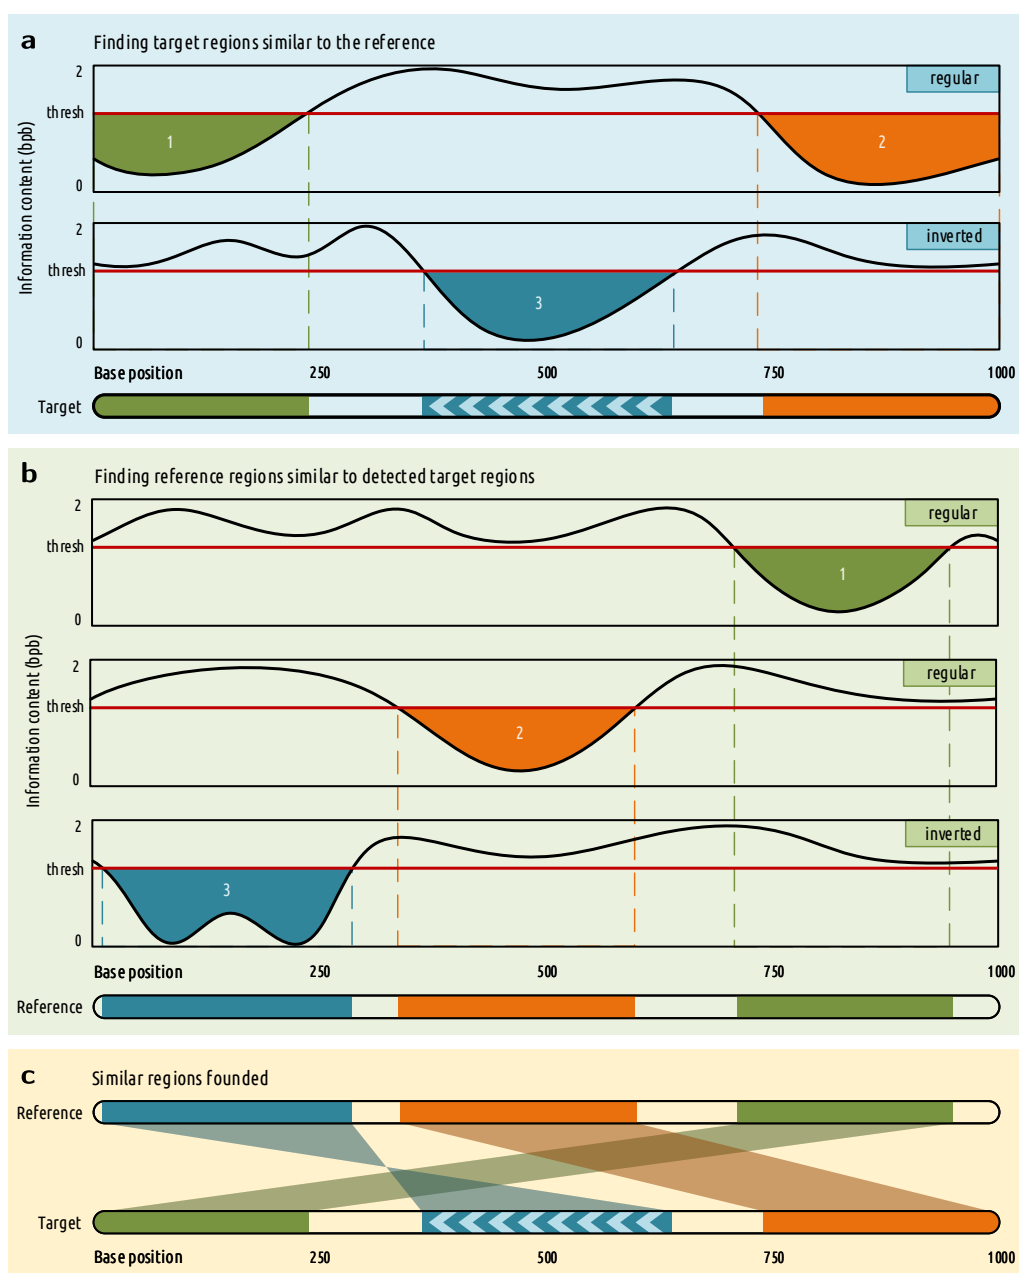 a
Finding target regions similar to the reference
2
regular
thresh
1
2
0
Information content (bpb)
2
inverted
thresh
3
0
Base position 250 500 750 1000
Target
b
Finding reference regions similar to detected target regions
2
regular
thresh
1
0
Information content (bpb)
2
regular
thresh
2
0
2
inverted
thresh
3
0
Base position 250 500 750 1000
Reference
c
Similar regions founded
Reference
Target
Base position 250 500 750 1000